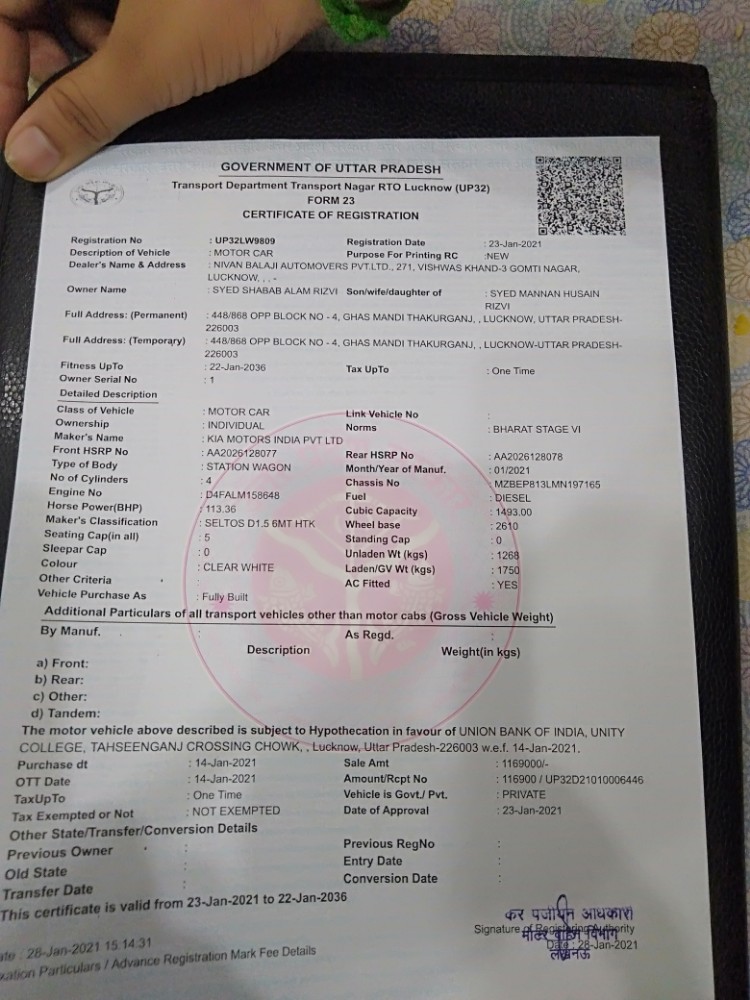 GOVERNMENT OF UTTAR PRADESH
Transport Department Transport Nagar RTO Lucknow (UP32)
FORM 23
CERTIFICATE OF REGISTRATION
Registration No : UP32LW9809 Registration Date : 23-Jan-2021
Description of Vehicle : MOTOR CAR Purpose For Printing RC :NEW
Dealer's Name & Address : NIVAN BALAJI AUTOMOVERS PVT.LTD., 271, VISHWAS KHAND-3 GOMTI NAGAR,
LUCKNOW, , , -
Owner Name : SYED SHABAB ALAM RIZVI Son/wife/daughter of : SYED MANNAN HUSAIN
RIZVI
Full Address: (Permanent) : 448/868 OPP BLOCK NO - 4, GHAS MANDI THAKURGANJ, , LUCKNOW, UTTAR PRADESH-
226003
Full Address: (Temporary) : 448/868 OPP BLOCK NO - 4, GHAS MANDI THAKURGANJ, , LUCKNOW-UTTAR PRADESH-
226003
Fitness UpTo : 22-Jan-2036 Tax UpTo : One Time
Owner Serial No : 1
Detailed Description
Class of Vehicle : MOTOR CAR Link Vehicle No :
Ownership : INDIVIDUAL Norms : BHARAT STAGE VI
Maker's Name : KIA MOTORS INDIA PVT LTD
Front HSRP No : AA2026128077 Rear HSRP No : AA2026128078
Type of Body : STATION WAGON Month/Year of Manuf. : 01/2021
No of Cylinders : 4 Chassis No : MZBEP813LMN197165
Engine No : D4FALM158648 Fuel : DIESEL
Horse Power(BHP) : 113.36 Cubic Capacity : 1493.00
Maker's Classification : SELTOS D1.5 6MT HTK Wheel base : 2610
Seating Cap(in all) : 5 Standing Cap : 0
Sleepar Cap : 0 Unladen Wt (kgs) : 1268
Colour : CLEAR WHITE Laden/GV Wt (kgs) : 1750
Other Criteria : AC Fitted : YES
Vehicle Purchase As : Fully Built
Additional Particulars of all transport vehicles other than motor cabs (Gross Vehicle Weight)
By Manuf. : As Regd. :
Description Weight(in kgs)
a) Front:
b) Rear:
c) Other:
d) Tandem:
The motor vehicle above described is subject to Hypothecation in favour of UNION BANK OF INDIA, UNITY
COLLEGE, TAHSEENGANJ CROSSING CHOWK, , Lucknow, Uttar Pradesh-226003 w.e.f. 14-Jan-2021.
Purchase dt : 14-Jan-2021 Sale Amt : 1169000/-
OTT Date : 14-Jan-2021 Amount/Rcpt No : 116900 / UP32D21010006446
TaxUpTo : One Time Vehicle is Govt./ Pvt. : PRIVATE
Tax Exempted or Not : NOT EXEMPTED Date of Approval : 23-Jan-2021
Other State/Transfer/Conversion Details
Previous Owner : Previous RegNo :
Old State : Entry Date :
Transfer Date : Conversion Date :
This certificate is valid from 23-Jan-2021 to 22-Jan-2036
Signature of Registering Authority
Date : 28-Jan-2021
ate : 28-Jan-2021 15:14:31
xation Particulars / Advance Registration Mark Fee Details
लखनऊ